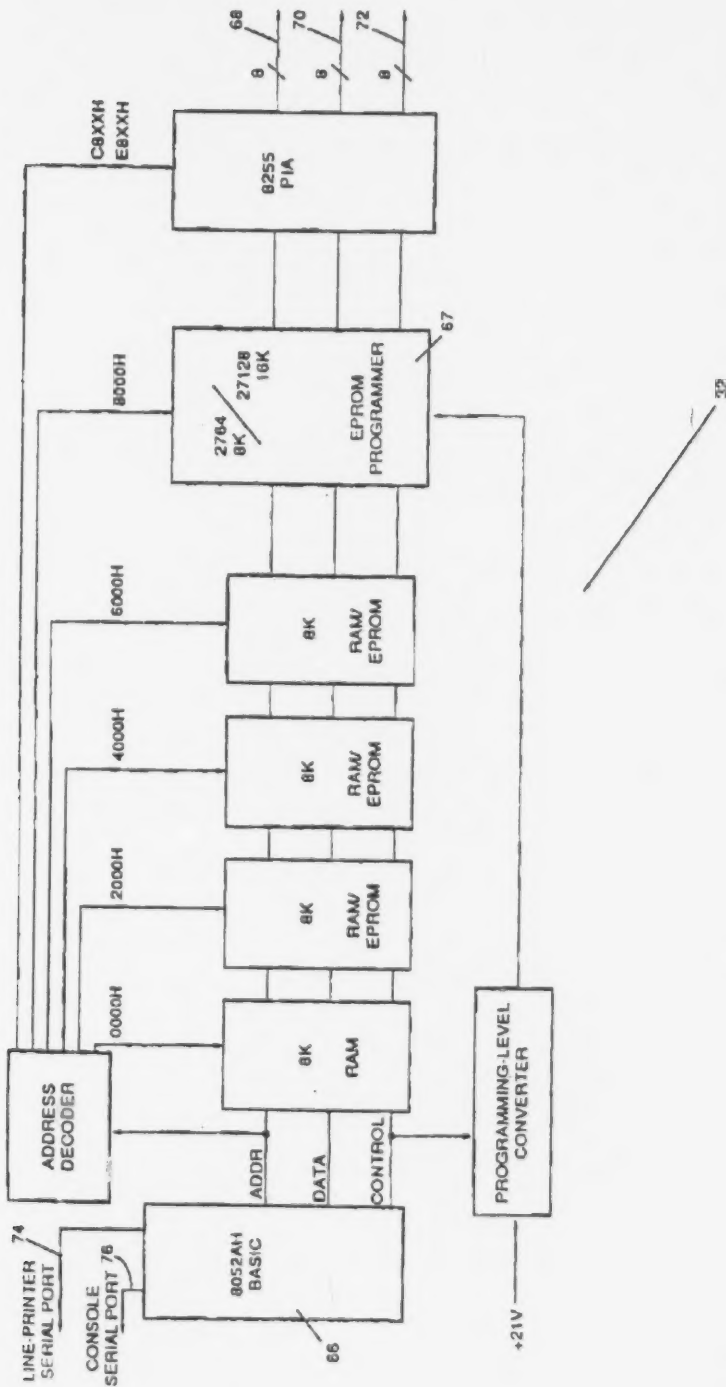 LINE-PRINTER
SERIAL PORT
74
CONSOLE
SERIAL PORT
76
8052AH
BASIC
66
ADDRESS
DECODER
ADDR
DATA
CONTROL
+21V
PROGRAMMING-LEVEL
CONVERTER
0000H
8K
RAM
2000H
8K
RAM/
EPROM
4000H
8K
RAM/
EPROM
6000H
8K
RAM/
EPROM
8000H
2764
8K
27128
16K
EPROM
PROGRAMMER
67
C8XXH
E8XXH
8255
PIA
8
68
8
70
8
72
32